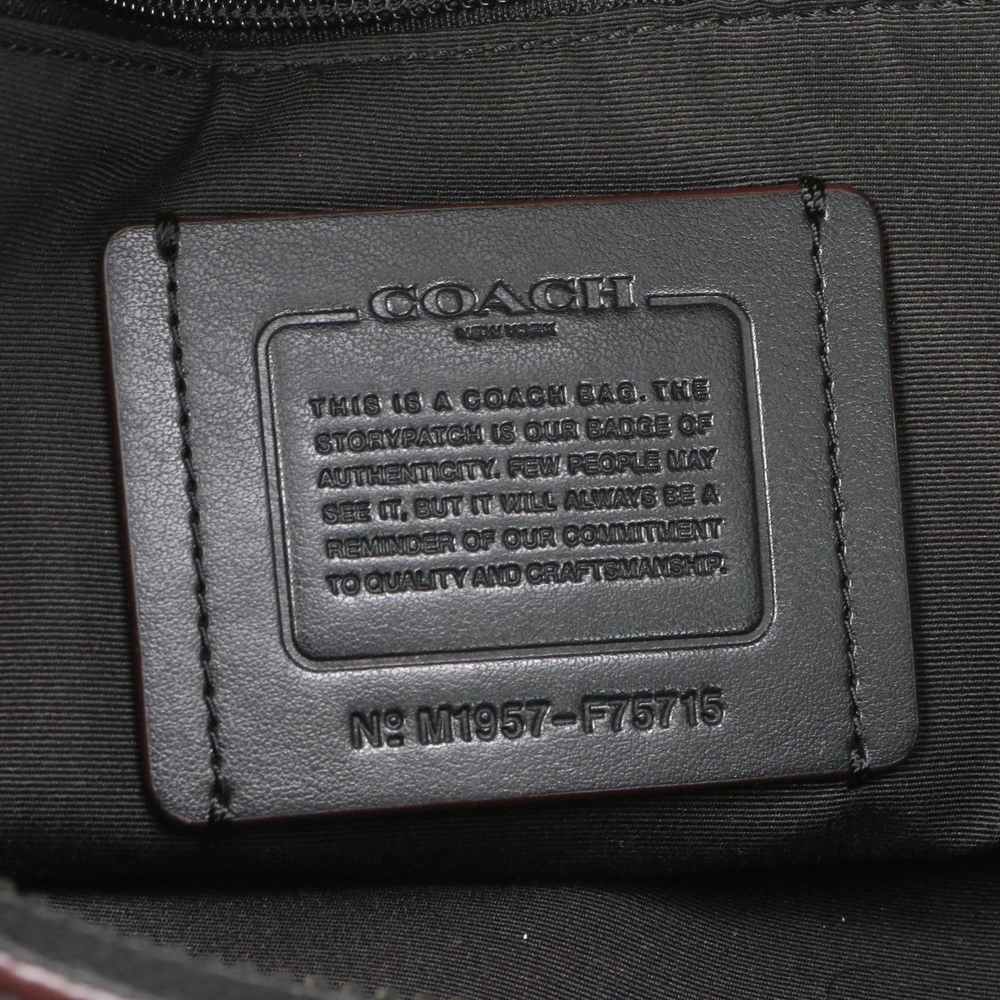 COACH
NEW YORK
THIS IS A COACH BAG. THE
STORYPATCH IS OUR BADGE OF
AUTHENTICITY. FEW PEOPLE MAY
SEE IT, BUT IT WILL ALWAYS BE A
REMINDER OF OUR COMMITMENT
TO QUALITY AND CRAFTSMANSHIP.
Nº M1957-F75715